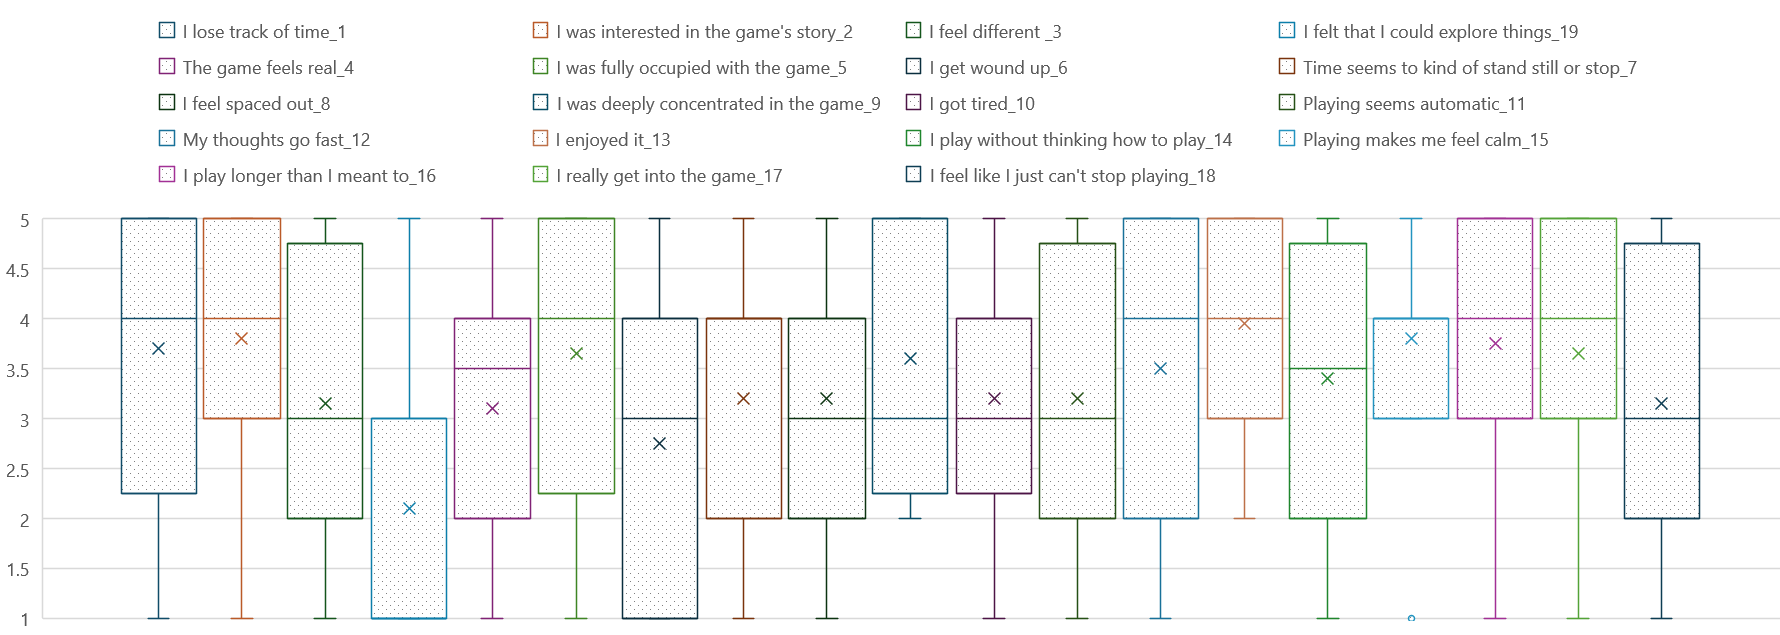 I lose track of time_1 I was interested in the game's story_2 I feel different _3 I felt that I could explore things_19
The game feels real_4 I was fully occupied with the game_5 I get wound up_6 Time seems to kind of stand still or stop_7
I feel spaced out_8 I was deeply concentrated in the game_9 I got tired_10 Playing seems automatic_11
My thoughts go fast_12 I enjoyed it_13 I play without thinking how to play_14 Playing makes me feel calm_15
I play longer than I meant to_16 I really get into the game_17 I feel like I just can't stop playing_18
5
4.5
4
3.5
3
2.5
2
1.5
1